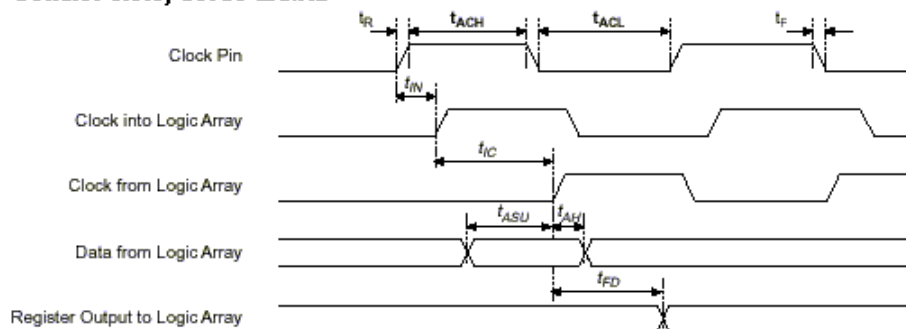 t_R t_ACH t_ACL t_F
Clock Pin
t_IN
Clock into Logic Array
t_IC
Clock from Logic Array
t_ASU t_AH
Data from Logic Array
t_FD
Register Output to Logic Array